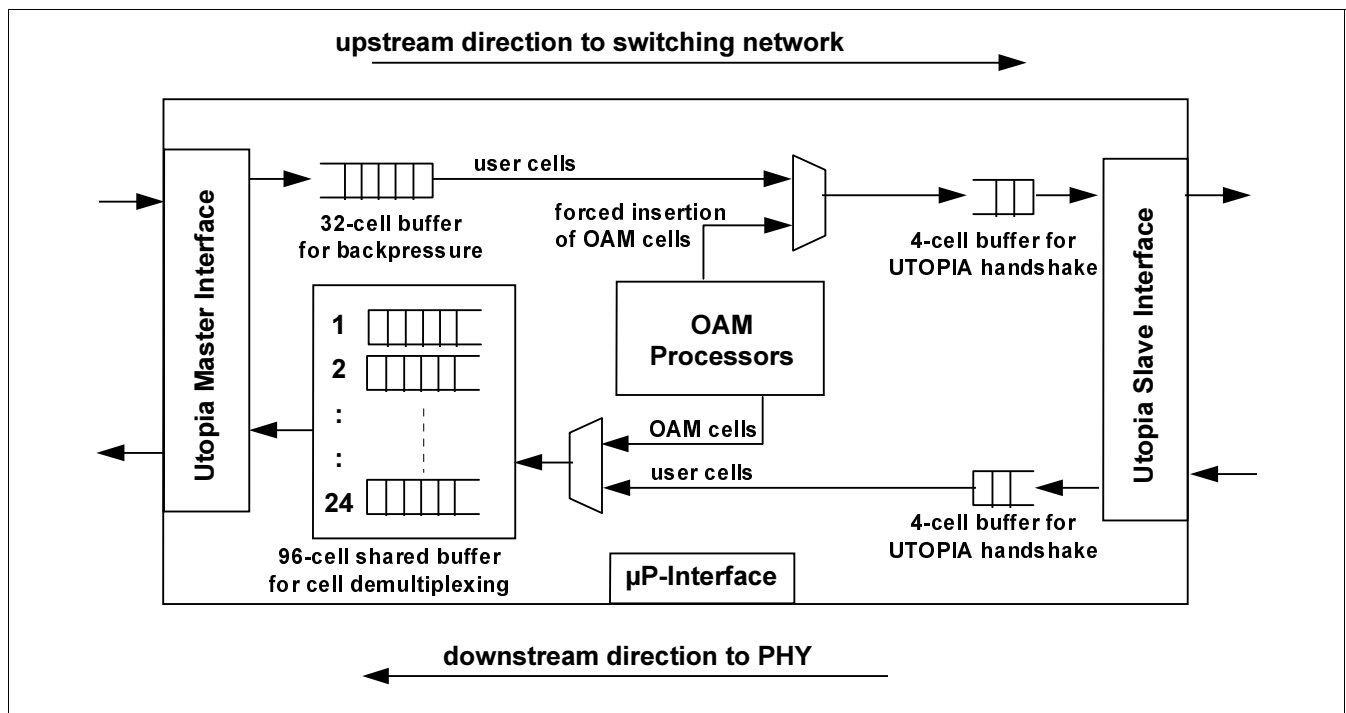 upstream direction to switching network
user cells
32-cell buffer
for backpressure
forced insertion
of OAM cells
4-cell buffer for
UTOPIA handshake
Utopia Master Interface
Utopia Slave Interface
OAM
Processors
1
2
:
:
24
OAM cells
user cells
96-cell shared buffer
for cell demultiplexing
4-cell buffer for
UTOPIA handshake
µP-Interface
downstream direction to PHY